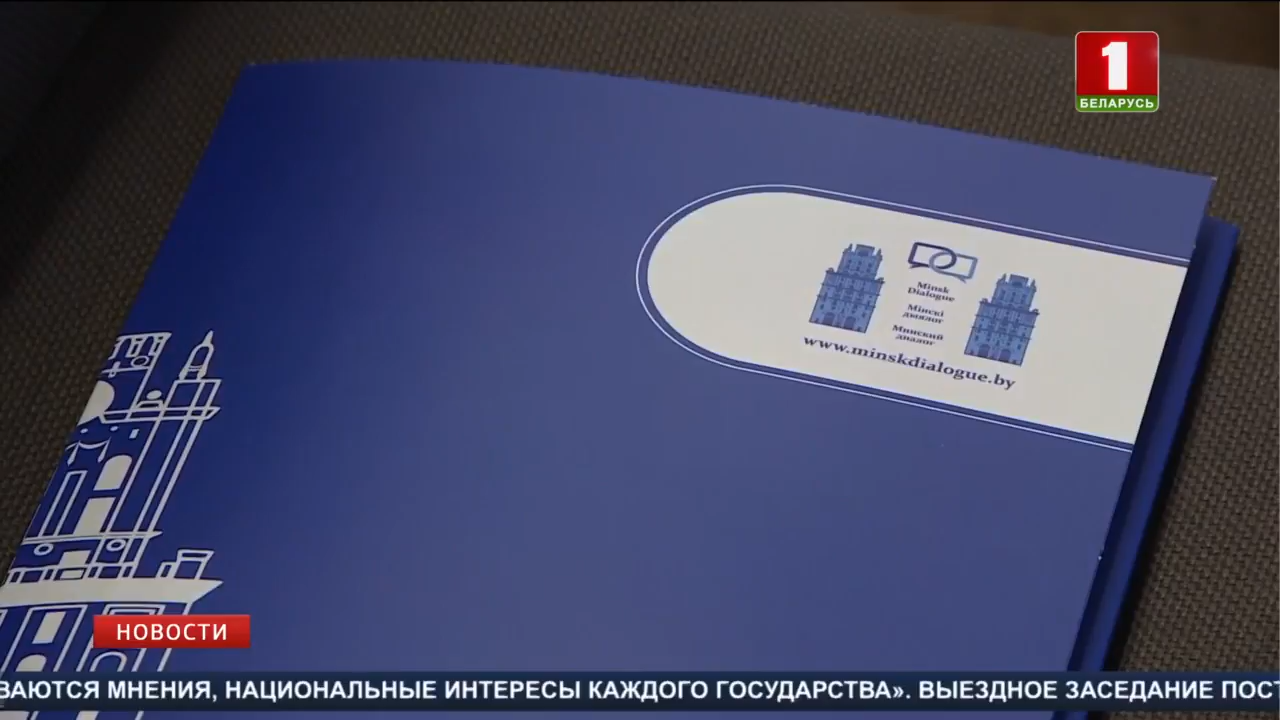 1
БЕЛАРУСЬ
Minsk
Dialogue
Мінскі
дыялог
Минский
диалог
www.minskdialogue.by
НОВОСТИ
ВАЮТСЯ МНЕНИЯ, НАЦИОНАЛЬНЫЕ ИНТЕРЕСЫ КАЖДОГО ГОСУДАРСТВА». ВЫЕЗДНОЕ ЗАСЕДАНИЕ ПОСТ